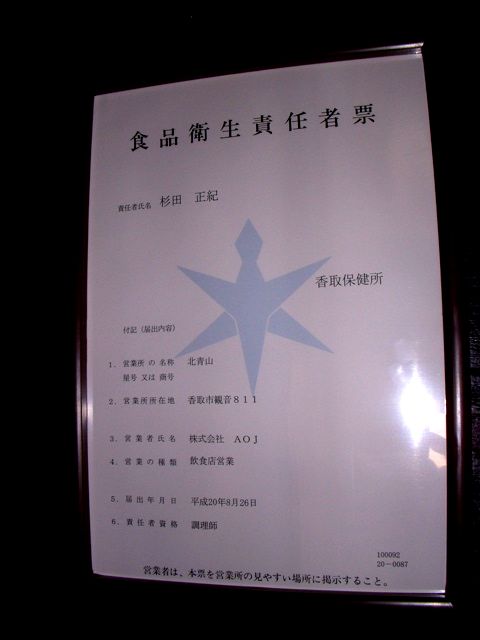 食品衛生責任者票
責任者氏名 杉田 正紀
香取保健所
付記（届出内容）
1. 営業所の名称 北青山
屋号又は商号
2. 営業所所在地 香取市観音８１１
3. 営業者氏名 株式会社 ＡＯＪ
4. 営業の種類 飲食店営業
5. 届出年月日 平成20年8月26日
6. 責任者資格 調理師
100092
20－0087
営業者は、本票を営業所の見やすい場所に掲示すること。